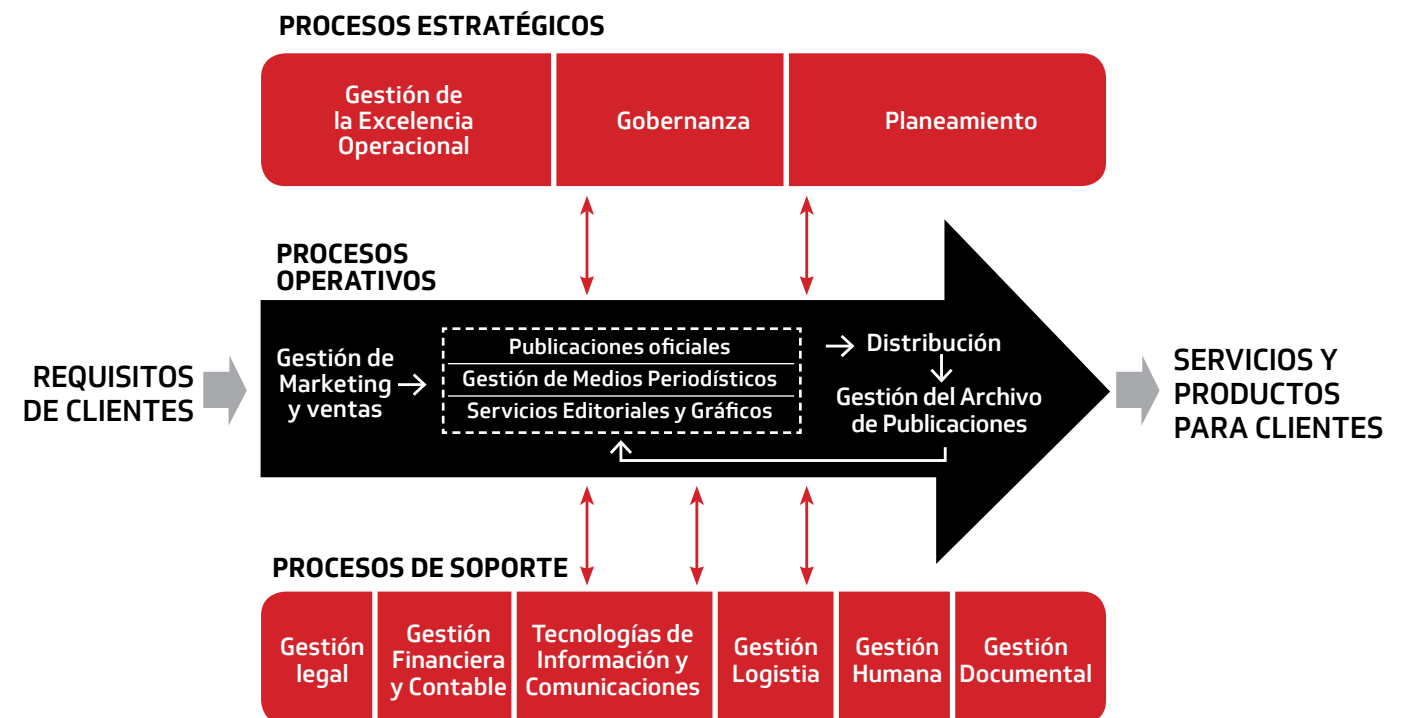 PROCESOS ESTRATÉGICOS
Gestión de
la Excelencia
Operacional
Gobernanza
Planeamiento
PROCESOS
OPERATIVOS
REQUISITOS
DE CLIENTES
Gestión de
Marketing
y ventas
Publicaciones oficiales
Gestión de Medios Periodísticos
Servicios Editoriales y Gráficos
Distribución
Gestión del Archivo
de Publicaciones
SERVICIOS Y
PRODUCTOS
PARA CLIENTES
PROCESOS DE SOPORTE
Gestión
legal
Gestión
Financiera
y Contable
Tecnologías de
Información y
Comunicaciones
Gestión
Logistia
Gestión
Humana
Gestión
Documental